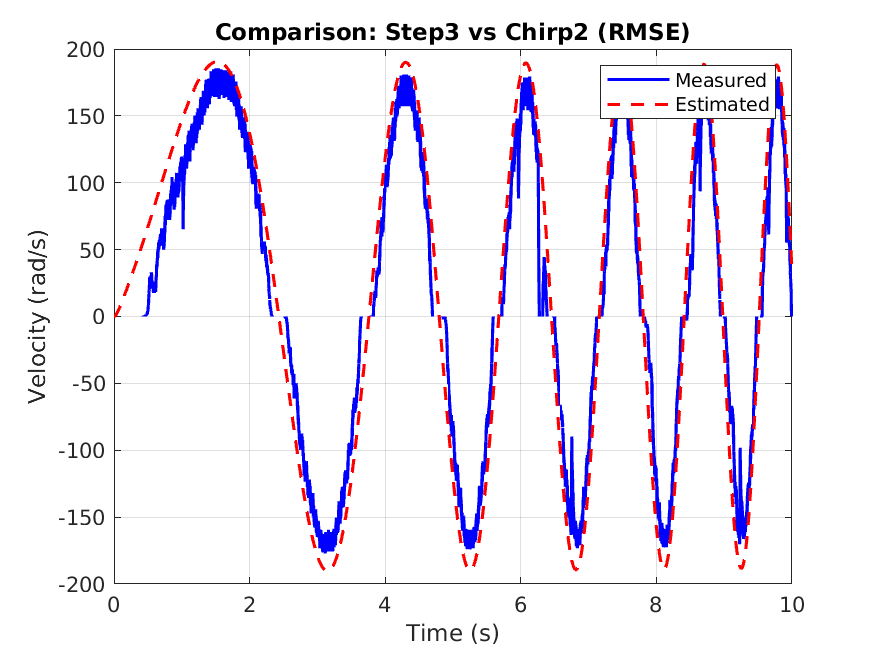 Comparison: Step3 vs Chirp2 (RMSE)
Measured
Estimated
Velocity (rad/s)
200
150
100
50
0
-50
-100
-150
-200
0 2 4 6 8 10
Time (s)